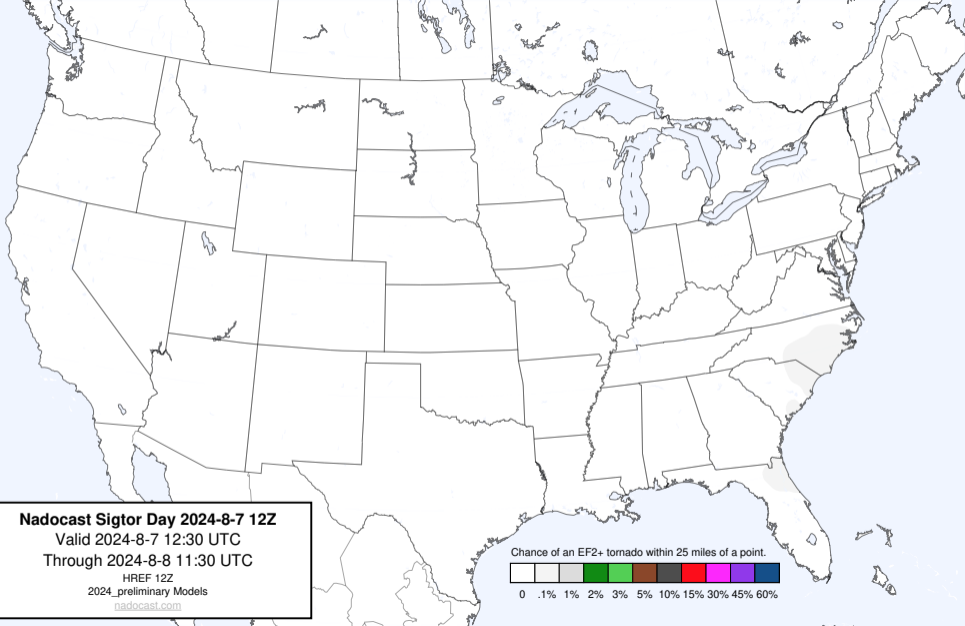 Nadocast Sigtor Day 2024-8-7 12Z
Valid 2024-8-7 12:30 UTC
Through 2024-8-8 11:30 UTC
HREF 12Z
2024_preliminary Models
nadocast.com
Chance of an EF2+ tornado within 25 miles of a point.
0 .1% 1% 2% 3% 5% 10% 15% 30% 45% 60%